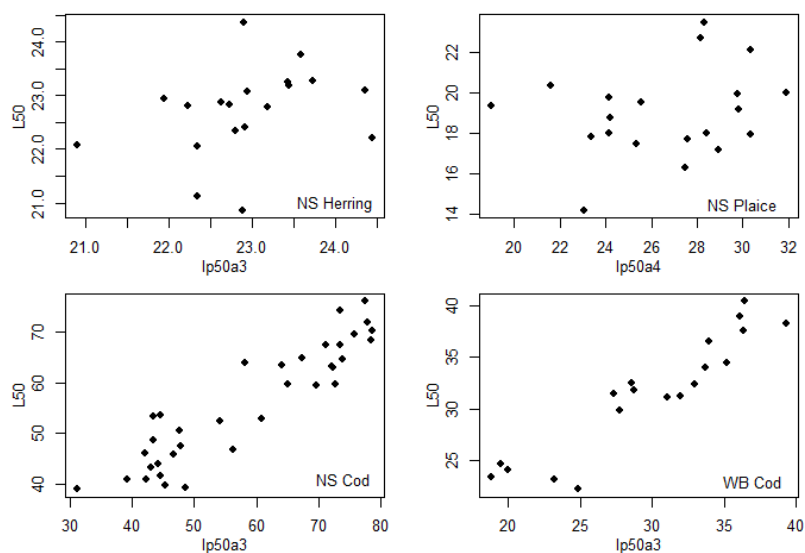 24.0
23.0
22.0
21.0
L50
NS Herring
21.0 22.0 23.0 24.0
lp50a3
22
20
18
16
14
L50
NS Plaice
20 22 24 26 28 30 32
lp50a4
70
60
50
40
L50
NS Cod
30 40 50 60 70 80
lp50a3
40
35
30
25
L50
WB Cod
20 25 30 35 40
lp50a3